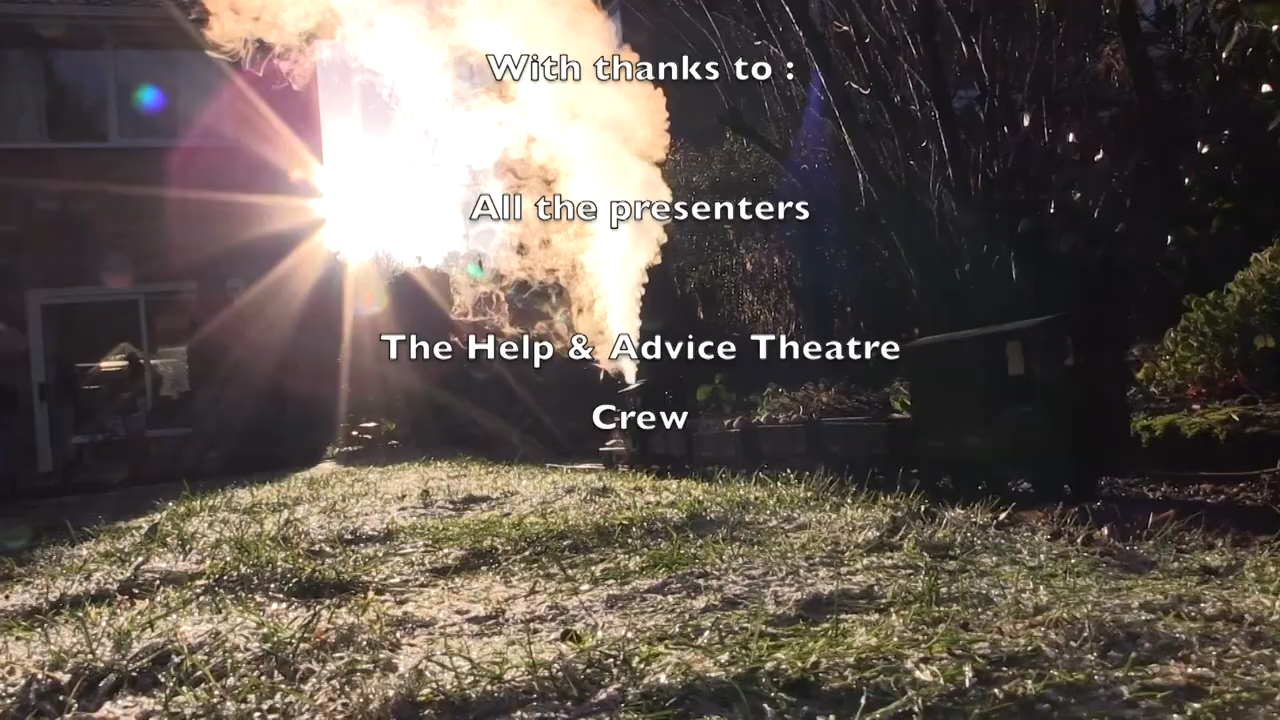 With thanks to :
All the presenters
The Help & Advice Theatre
Crew